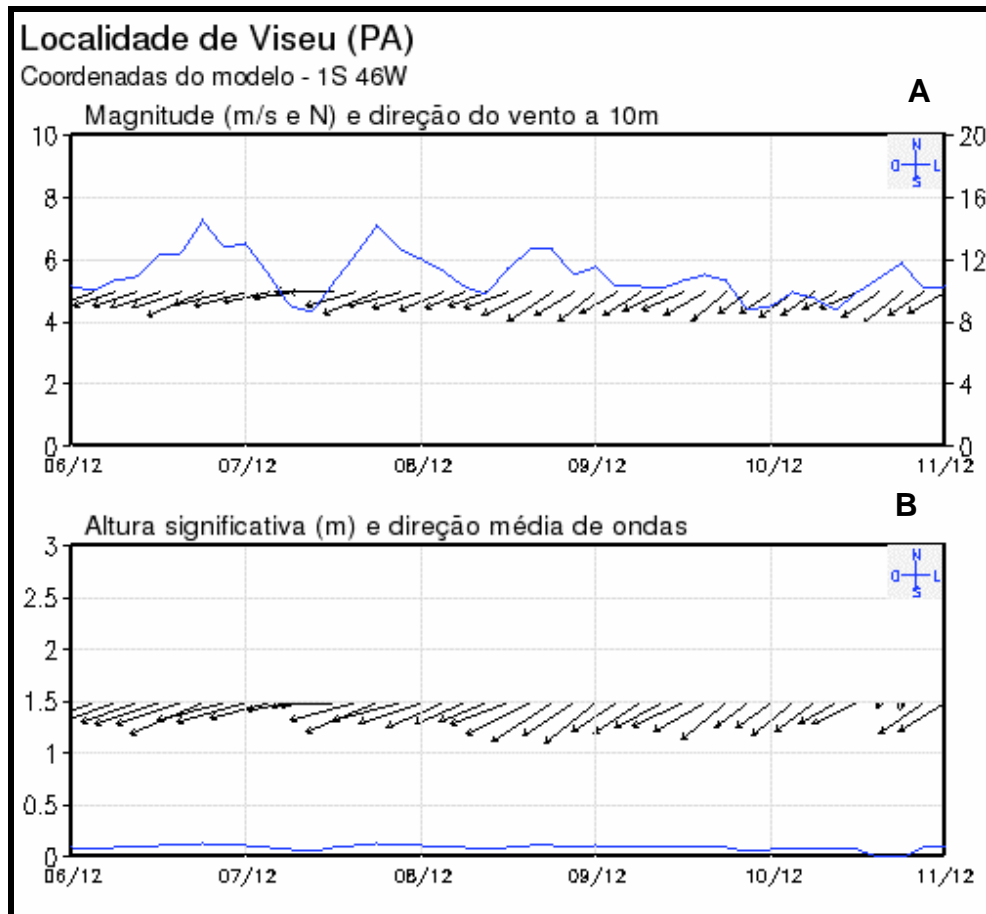 Localidade de Viseu (PA)
Coordenadas do modelo - 1S 46W
A
Magnitude (m/s e N) e direção do vento a 10m
10
8
6
4
2
0
20
16
12
8
4
0
N
O L
S
06/12 07/12 08/12 09/12 10/12 11/12
B
Altura significativa (m) e direção média de ondas
3
2.5
2
1.5
1
0.5
0
N
O L
S
06/12 07/12 08/12 09/12 10/12 11/12